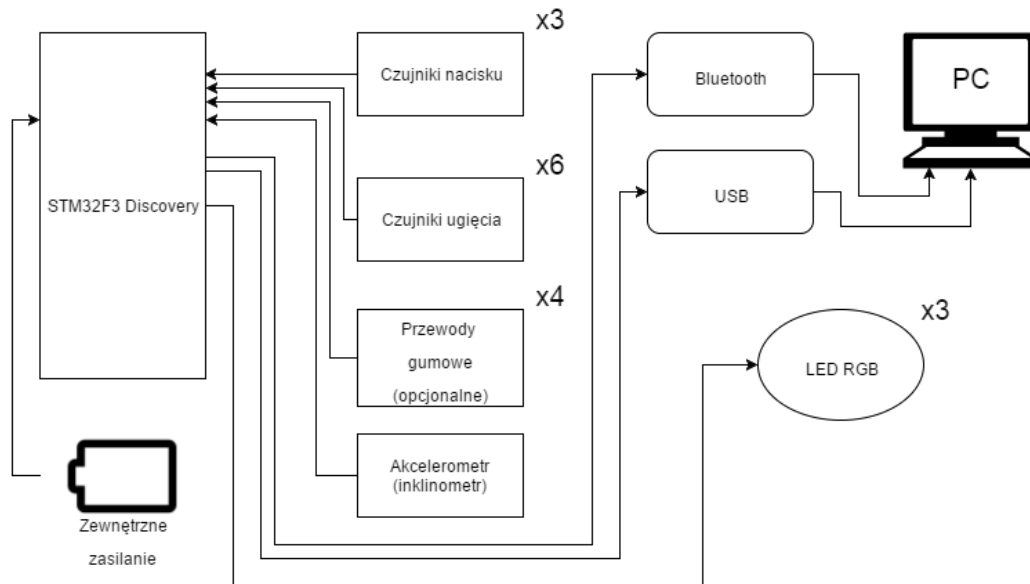 x3
Czujniki nacisku
Bluetooth
PC
STM32F3 Discovery
x6
Czujniki ugięcia
USB
x4
Przewody
gumowe
(opcjonalne)
x3
LED RGB
Akcelerometr
(inklinometr)
Zewnętrzne
zasilanie